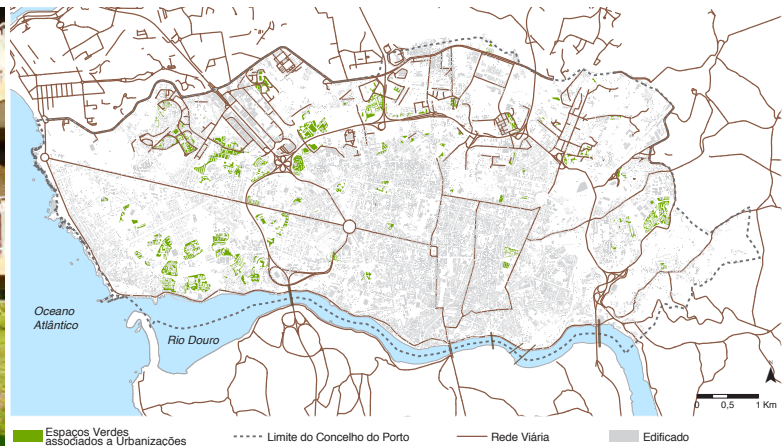 Oceano
Atlântico
Rio Douro
0 0,5 1 Km
Espaços Verdes
associados a Urbanizações
Limite do Concelho do Porto
Rede Viária
Edificado